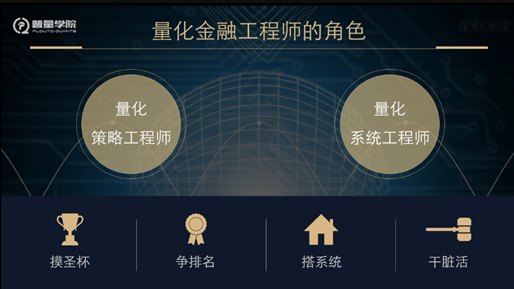 普量学院
PLOUTO-QUANTS
量化金融工程师的角色
量化
策略工程师
量化
系统工程师
摸圣杯
争排名
搭系统
干脏活